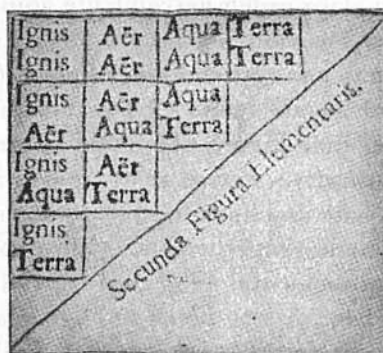 Ignis Aër Aqua Terra
Ignis Aër Aqua Terra
Ignis Aër Aqua
Aër Aqua Terra
Ignis Aër
Aqua Terra
Ignis
Terra
Secunda Figura Elementaris.